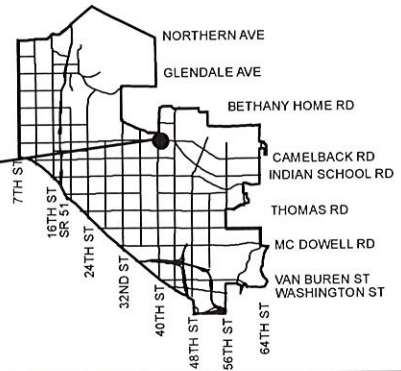 NORTHERN AVE
GLENDALE AVE
BETHANY HOME RD
CAMELBACK RD
INDIAN SCHOOL RD
THOMAS RD
MC DOWELL RD
VAN BUREN ST
WASHINGTON ST
7TH ST
16TH ST
SR 51
24TH ST
32ND ST
40TH ST
48TH ST
56TH ST
64TH ST